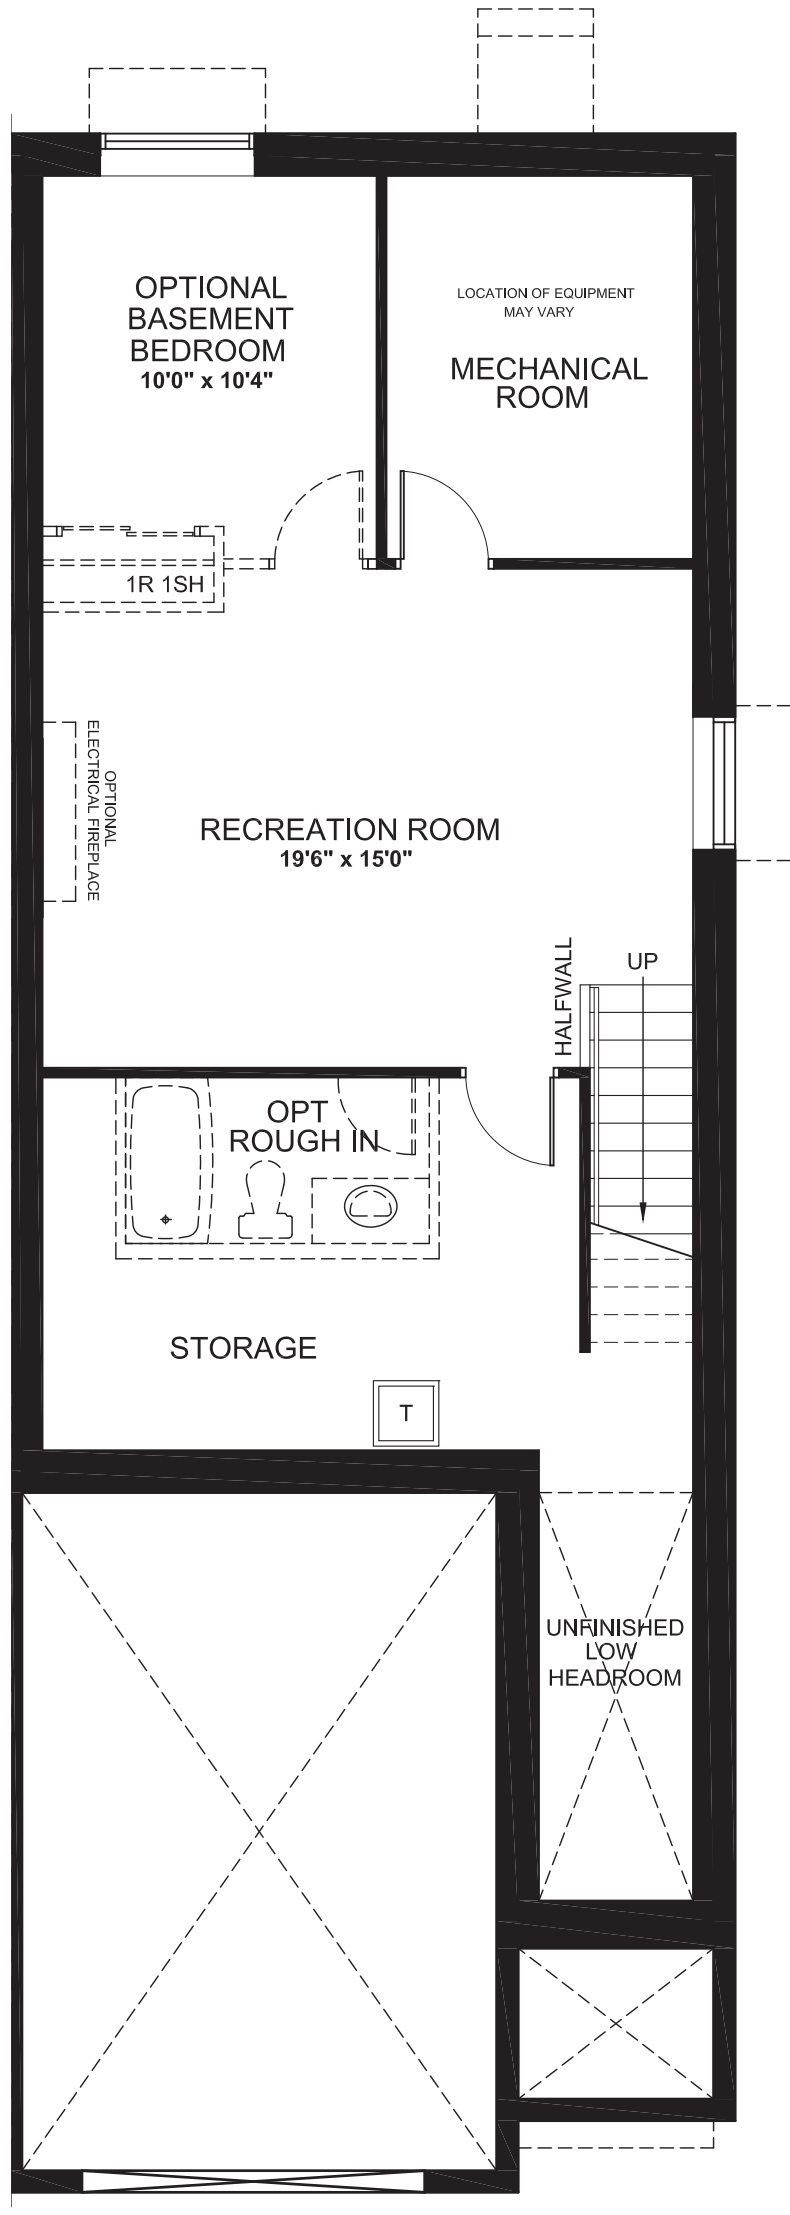 OPTIONAL
BASEMENT
BEDROOM
10'0" x 10'4"
LOCATION OF EQUIPMENT
MAY VARY
MECHANICAL
ROOM
1R 1SH
OPTIONAL
ELECTRICAL FIREPLACE
RECREATION ROOM
19'6" x 15'0"
HALFWALL
UP
OPT
ROUGH IN
STORAGE
T
UNFINISHED
LOW
HEADROOM